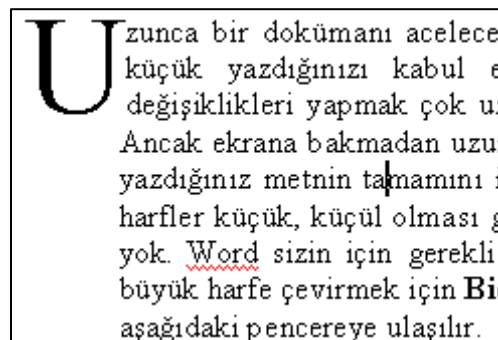 Uzunca bir dokümanı acelece
küçük yazdığınızı kabul e
değişiklikleri yapmak çok uz
Ancak ekrana bakmadan uzu
yazdığınız metnin tamamını i
harfler küçük, küçül olması g
yok. Word sizin için gerekli
büyük harfe çevirmek için Bi
aşağıdaki pencereye ulaşılır.